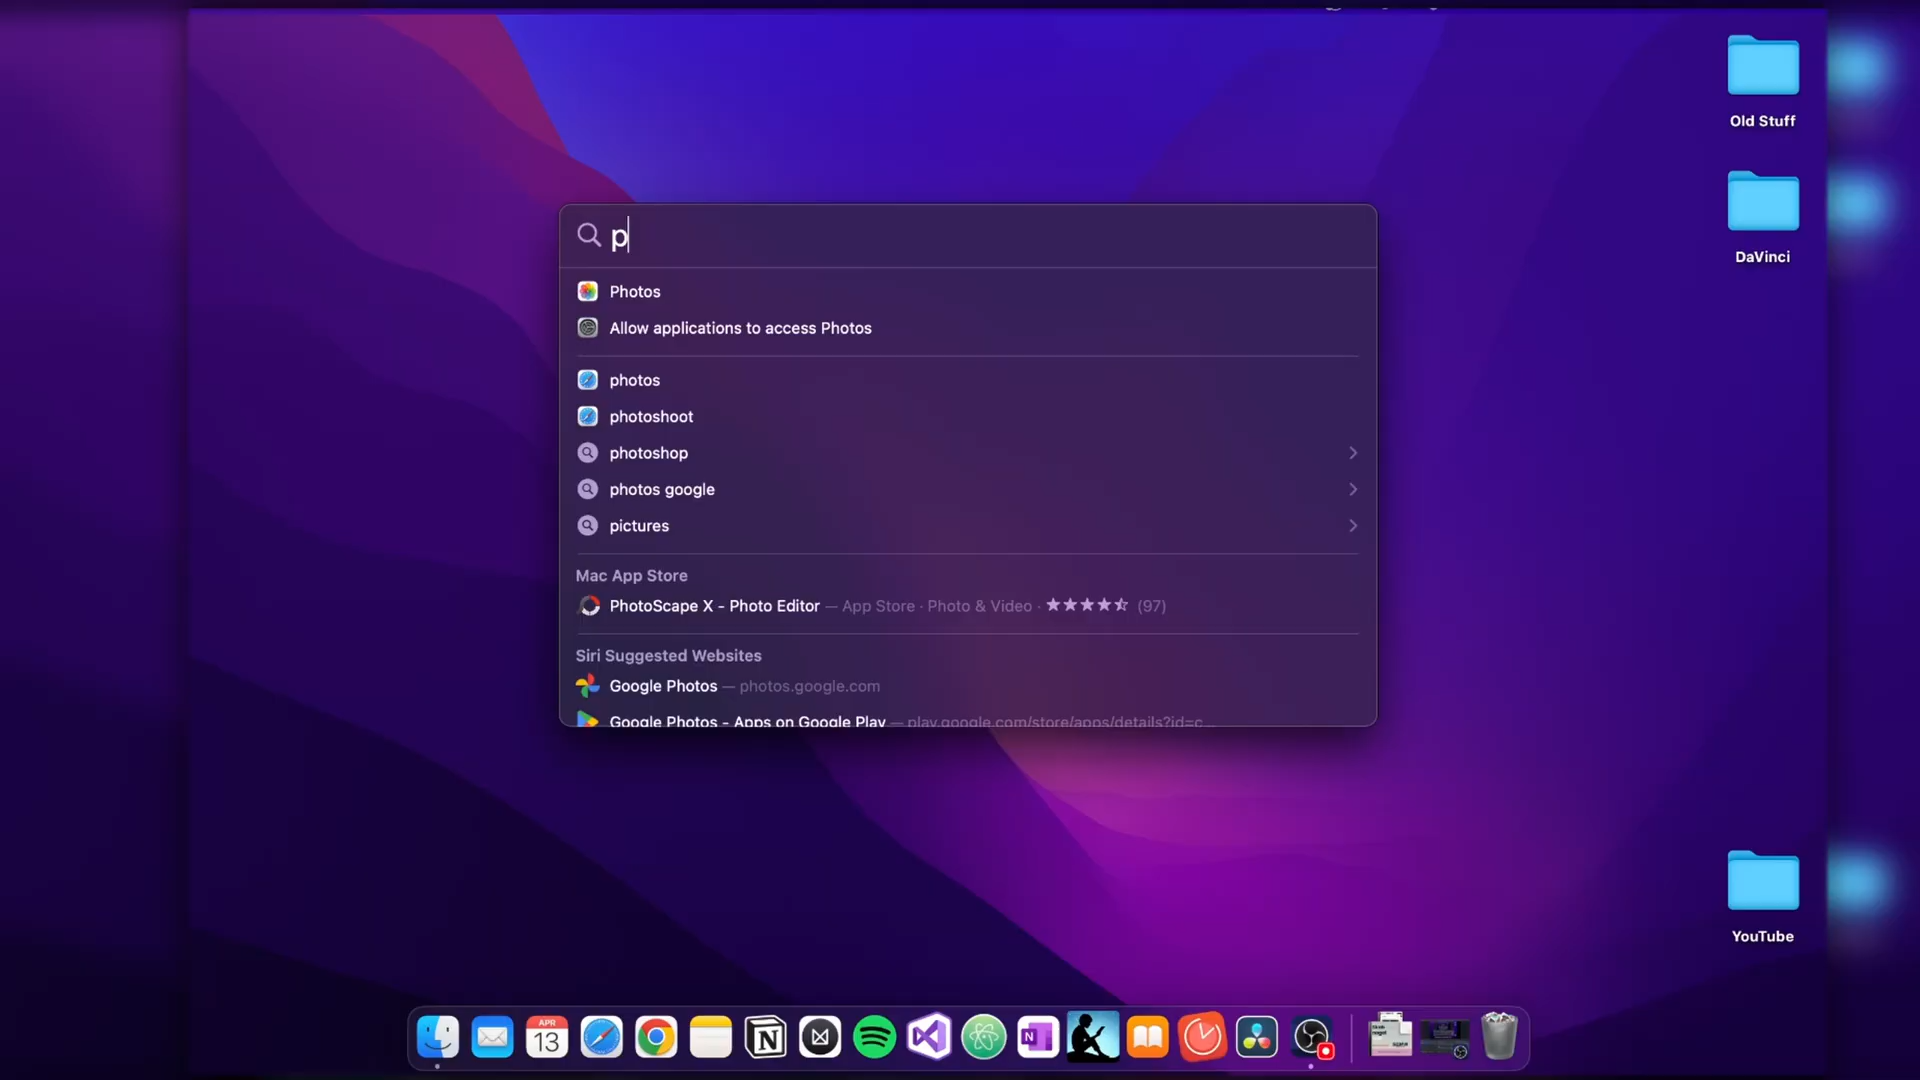 Old Stuff
DaVinci
p
Photos
Allow applications to access Photos
photos
photoshoot
photoshop
photos google
pictures
Mac App Store
PhotoScape X - Photo Editor — App Store · Photo & Video · ★★★★⯪ (97)
Siri Suggested Websites
Google Photos — photos.google.com
Google Photos - Apps on Google Play — play.google.com/store/apps/details?id=c...
YouTube
APR
13
N
N